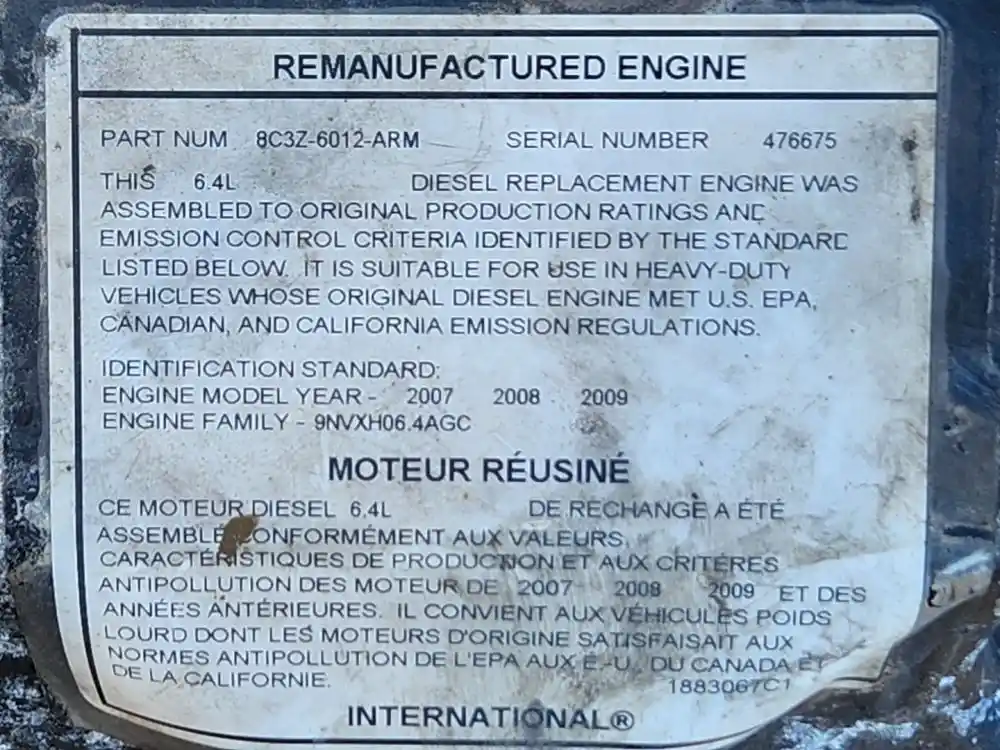 REMANUFACTURED ENGINE
PART NUM 8C3Z-6012-ARM SERIAL NUMBER 476675
THIS 6.4L DIESEL REPLACEMENT ENGINE WAS
ASSEMBLED TO ORIGINAL PRODUCTION RATINGS AND
EMISSION CONTROL CRITERIA IDENTIFIED BY THE STANDARD
LISTED BELOW. IT IS SUITABLE FOR USE IN HEAVY-DUTY
VEHICLES WHOSE ORIGINAL DIESEL ENGINE MET U.S. EPA,
CANADIAN, AND CALIFORNIA EMISSION REGULATIONS.
IDENTIFICATION STANDARD:
ENGINE MODEL YEAR - 2007 2008 2009
ENGINE FAMILY - 9NVXH06.4AGC
MOTEUR RÉUSINÉ
CE MOTEUR DIESEL 6.4L DE RECHANGE A ÉTÉ
ASSEMBLÉ CONFORMÉMENT AUX VALEURS,
CARACTÉRISTIQUES DE PRODUCTION ET AUX CRITÈRES
ANTIPOLLUTION DES MOTEUR DE 2007 2008 2009 ET DES
ANNÉES ANTÉRIEURES. IL CONVIENT AUX VÉHICULES POIDS
LOURD DONT LES MOTEURS D'ORIGINE SATISFAISAIT AUX
NORMES ANTIPOLLUTION DE L'EPA AUX É.-U., DU CANADA ET
DE LA CALIFORNIE. 1883067C1
INTERNATIONAL®